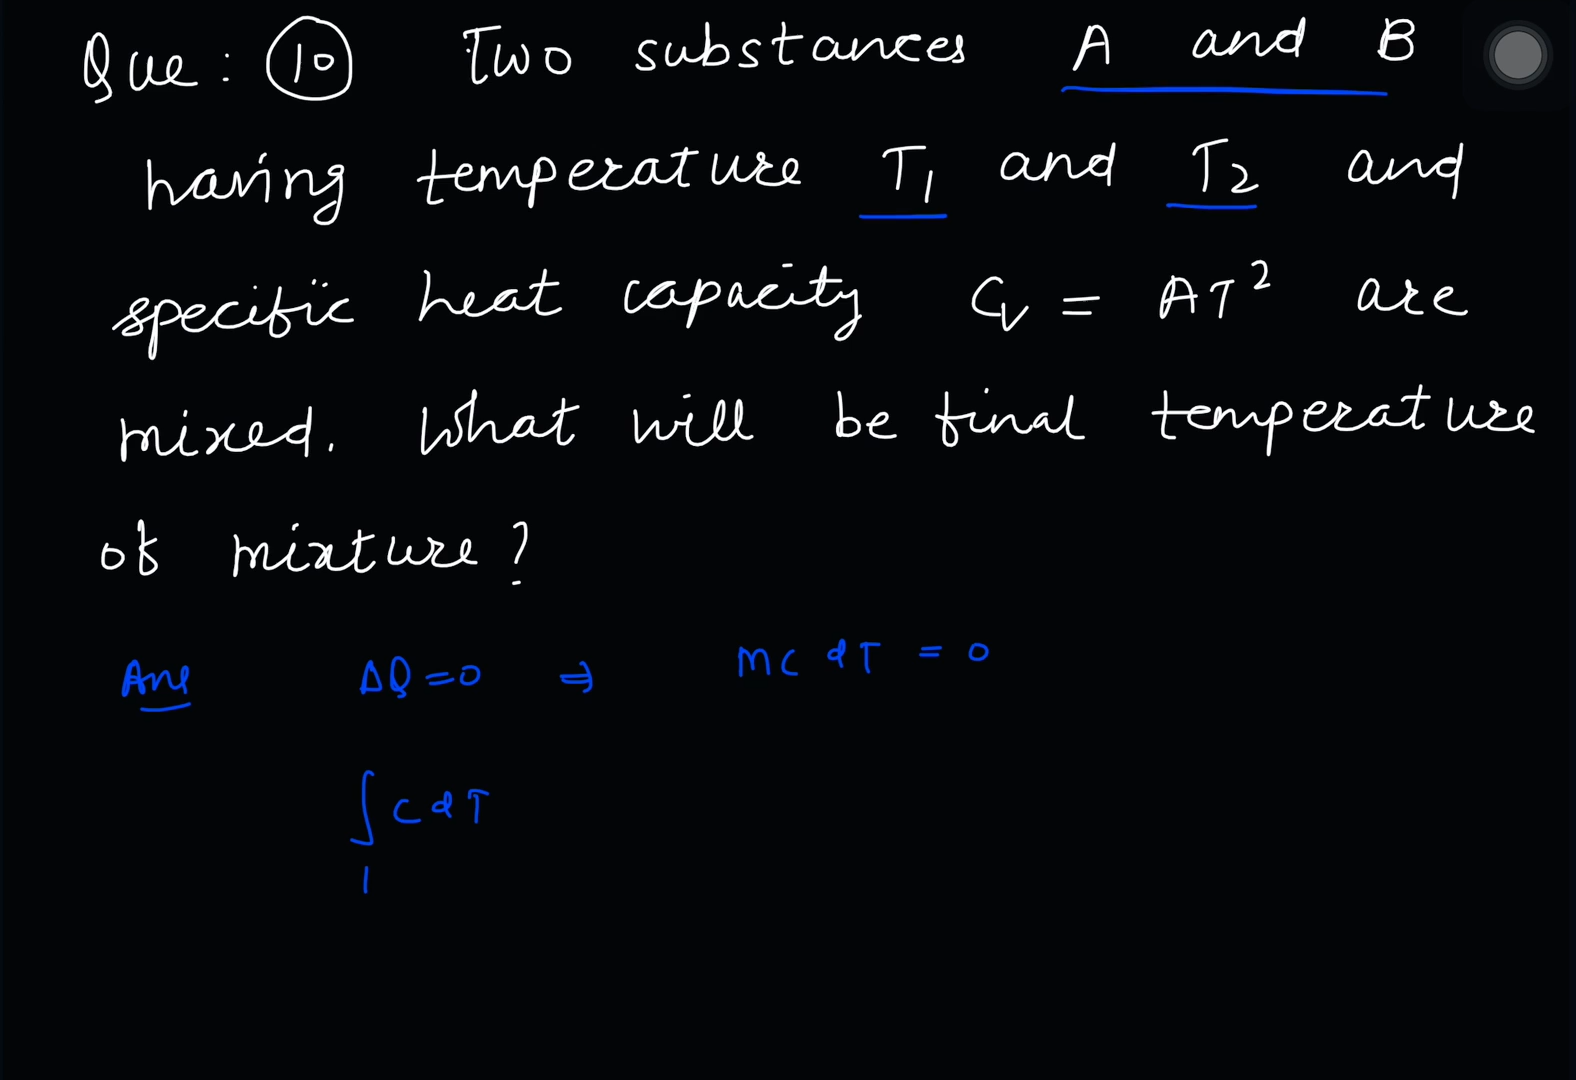 Que: 10 Two substances A and B
having temperature T₁ and T₂ and
specific heat capacity Cv = AT² are
mixed. What will be final temperature
of mixture?
Ans ΔQ=0 ⇒ mc dT = 0
∫ c dT
1